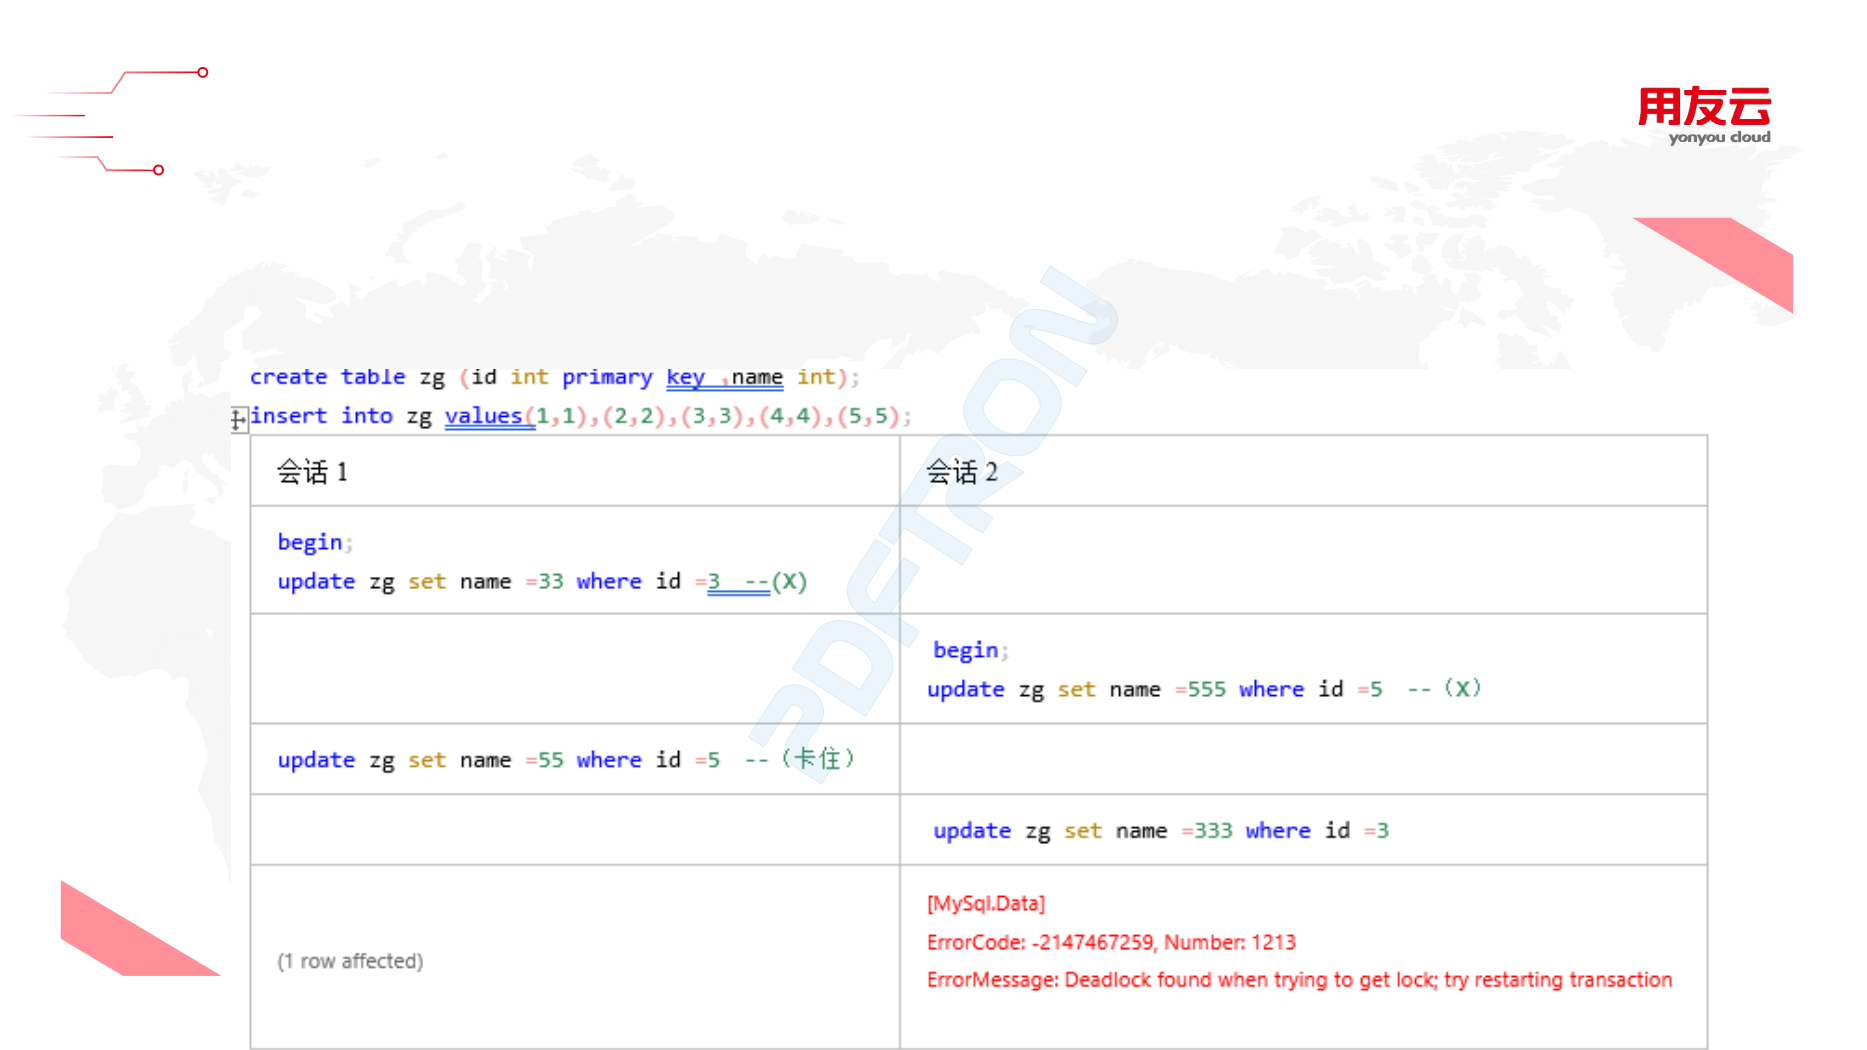 用友云
yonyou cloud
create table zg (id int primary key ,name int);
insert into zg values(1,1),(2,2),(3,3),(4,4),(5,5);
会话 1
会话 2
begin;
update zg set name =33 where id =3  --(X)
begin;
update zg set name =555 where id =5  --（X）
update zg set name =55 where id =5  --（卡住）
update zg set name =333 where id =3
(1 row affected)
[MySql.Data]
ErrorCode: -2147467259, Number: 1213
ErrorMessage: Deadlock found when trying to get lock; try restarting transaction
PDFTRON